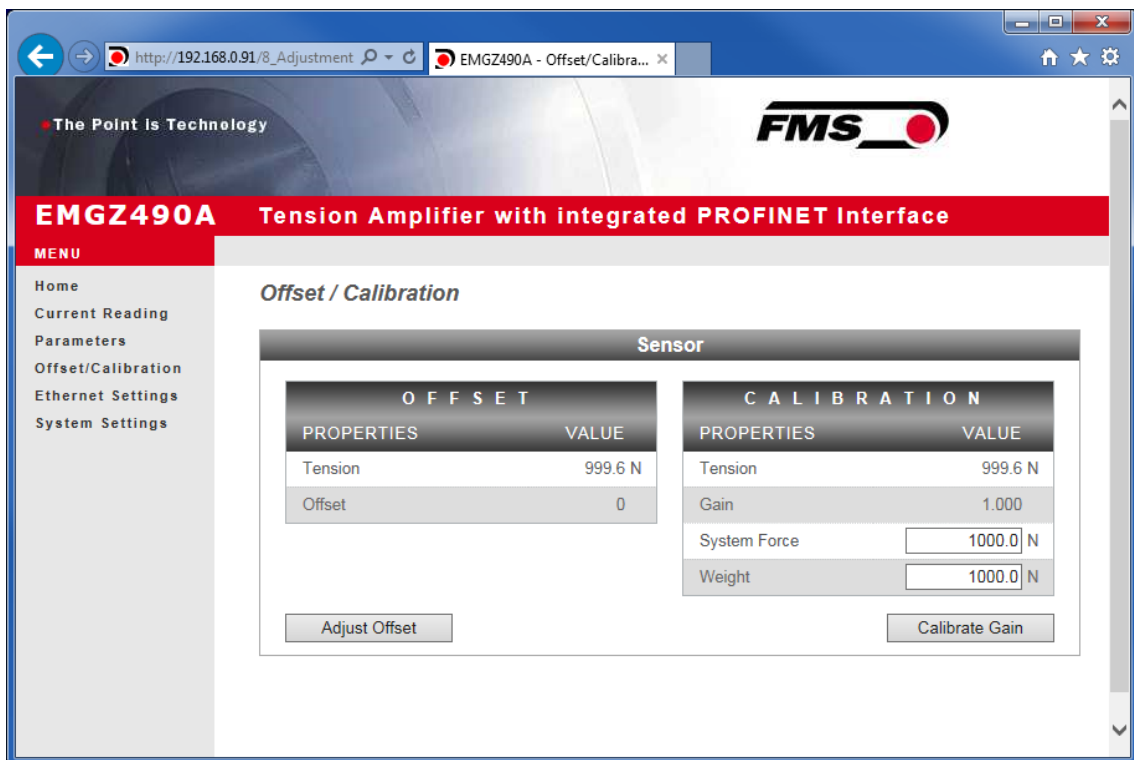 http://192.168.0.91/8_Adjustment
EMGZ490A - Offset/Calibra...
The Point is Technology
FMS
EMGZ490A Tension Amplifier with integrated PROFINET Interface
MENU
Home
Current Reading
Parameters
Offset/Calibration
Ethernet Settings
System Settings
Offset / Calibration
Sensor
OFFSET
PROPERTIES VALUE
Tension 999.6 N
Offset 0
Adjust Offset
CALIBRATION
PROPERTIES VALUE
Tension 999.6 N
Gain 1.000
System Force 1000.0 N
Weight 1000.0 N
Calibrate Gain